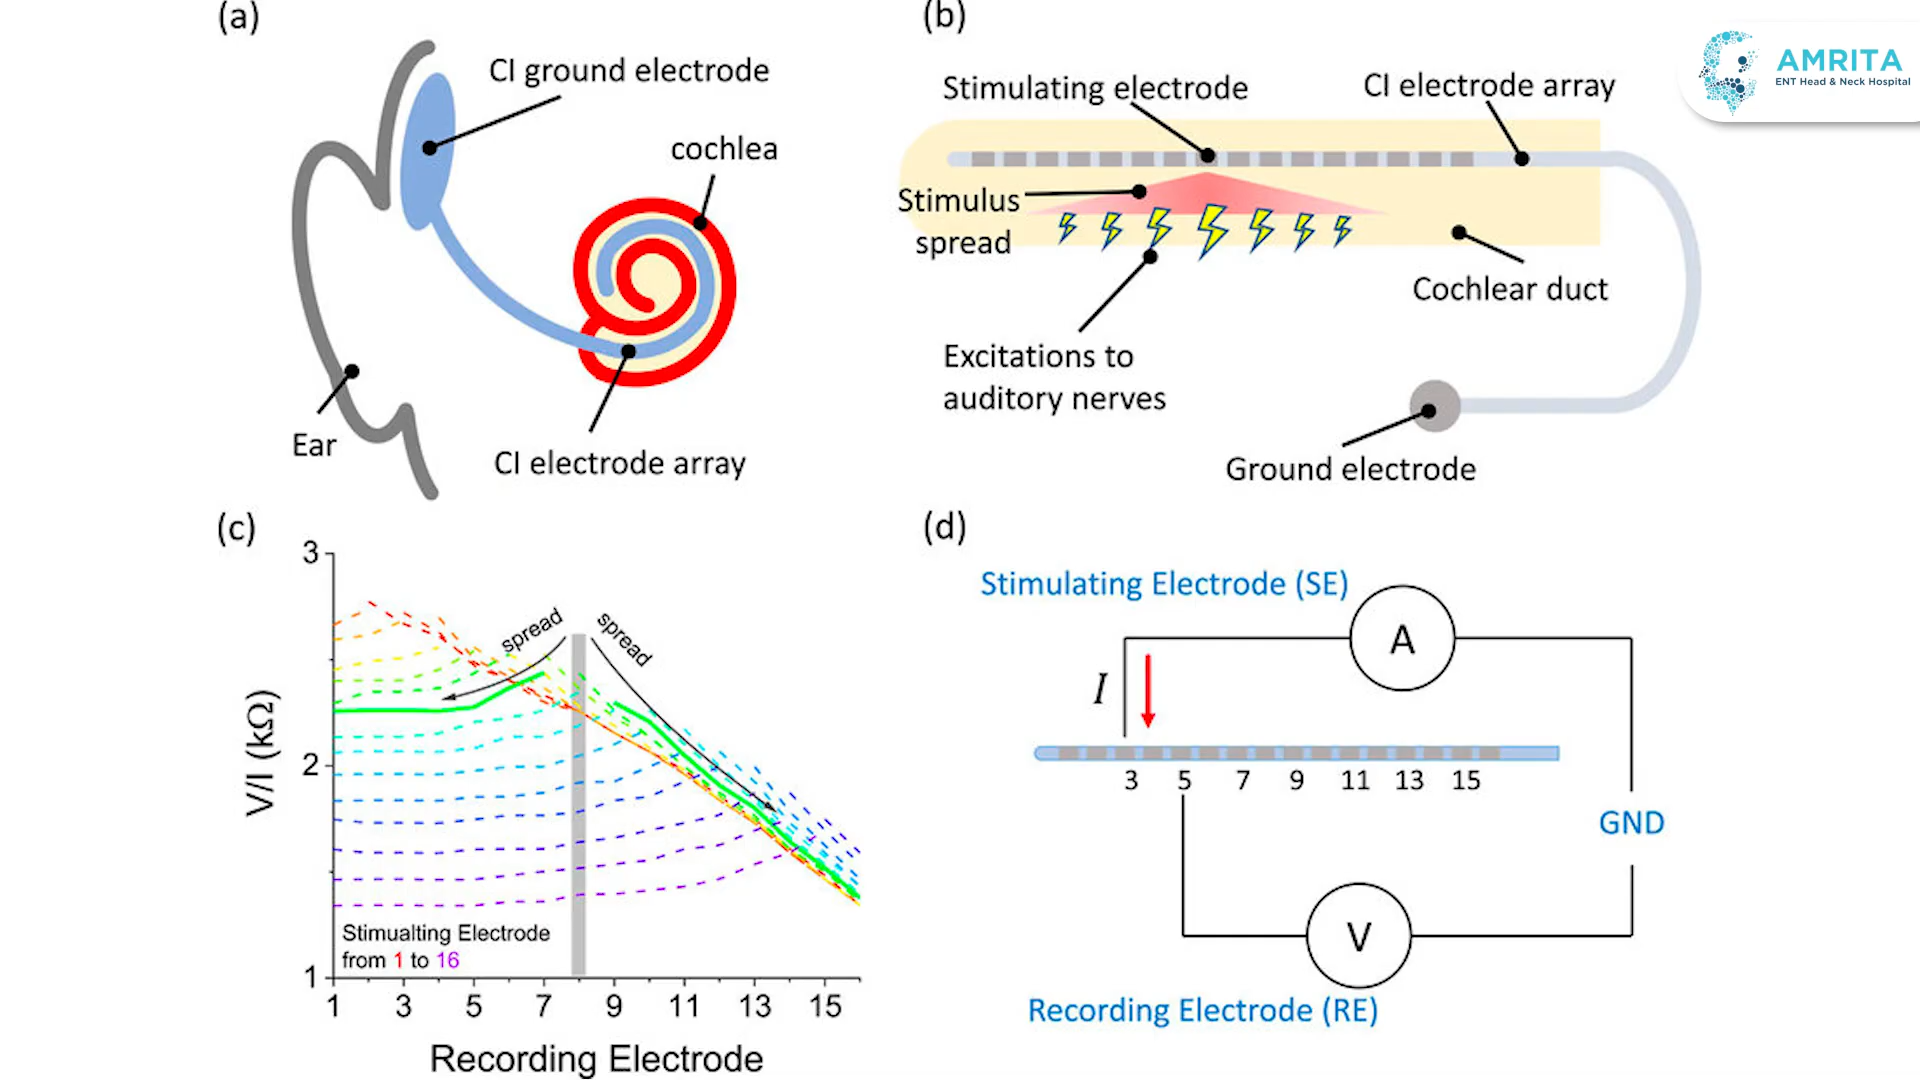 (a)
CI ground electrode
cochlea
Ear
CI electrode array
(b)
AMRITA
ENT Head & Neck Hospital
Stimulating electrode
CI electrode array
Stimulus
spread
Cochlear duct
Excitations to
auditory nerves
Ground electrode
(c)
3
2
1
V/I (kΩ)
spread
spread
Stimualting Electrode
from 1 to 16
1 3 5 7 9 11 13 15
Recording Electrode
(d)
Stimulating Electrode (SE)
A
I
3 5 7 9 11 13 15
GND
V
Recording Electrode (RE)